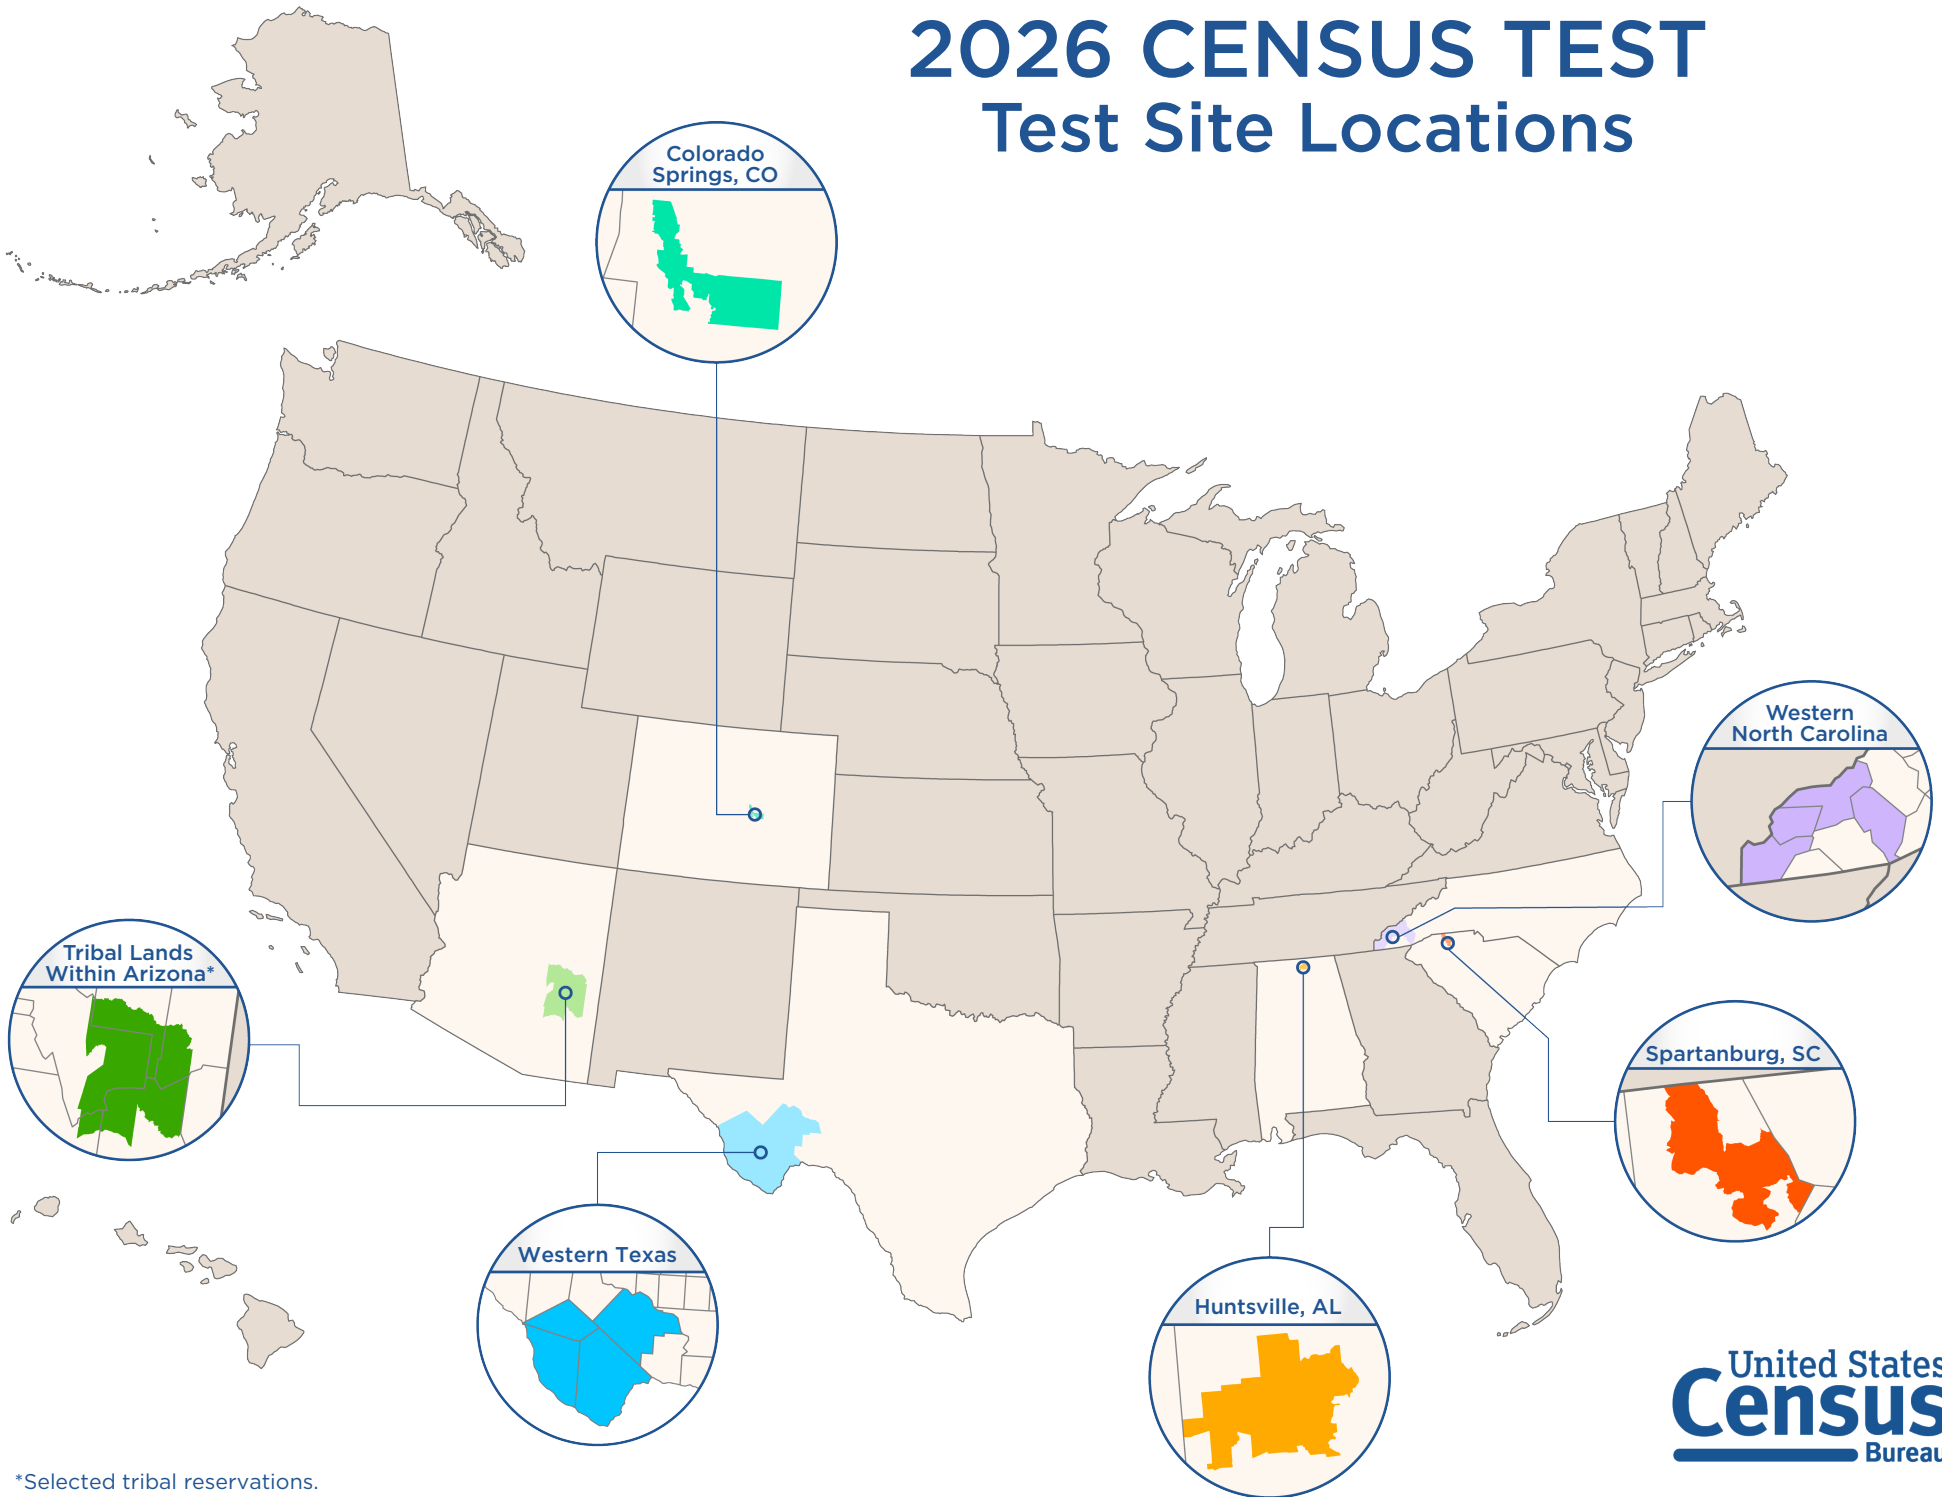 2026 CENSUS TEST
Test Site Locations
Colorado
Springs, CO
Western
North Carolina
Tribal Lands
Within Arizona*
Spartanburg, SC
Western Texas
Huntsville, AL
United States
Census
Bureau
*Selected tribal reservations.